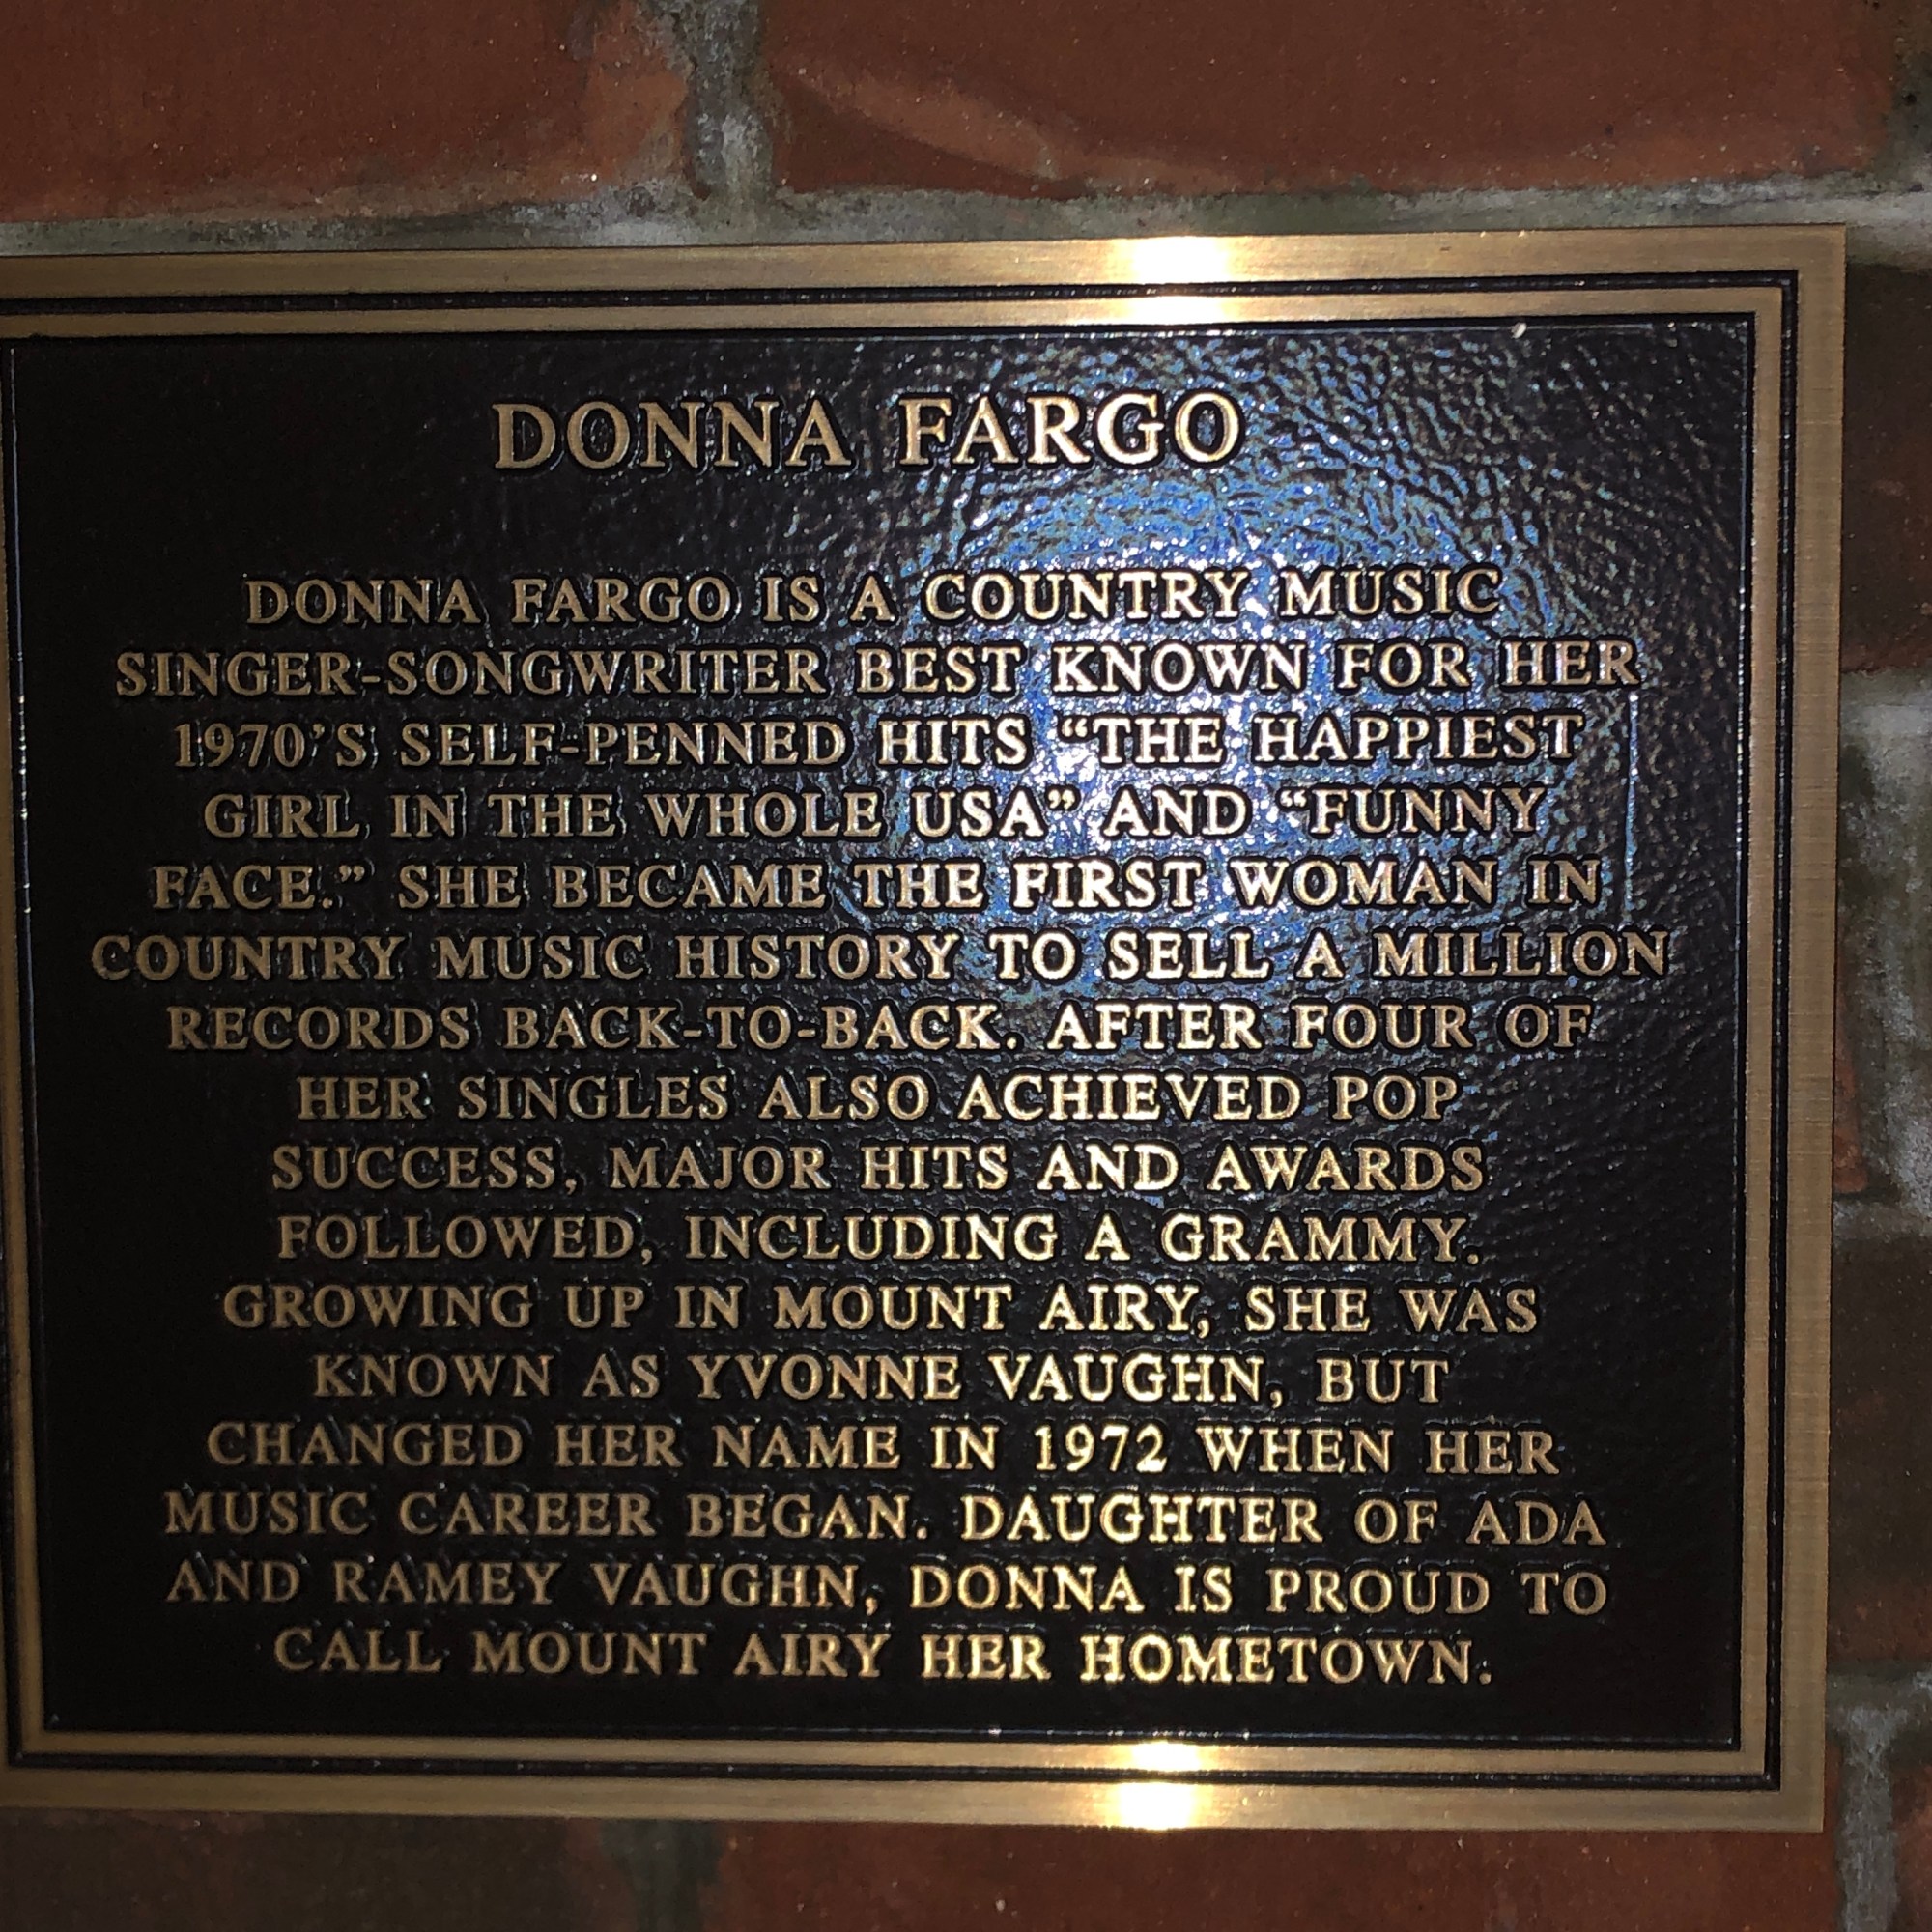 DONNA FARGO
DONNA FARGO IS A COUNTRY MUSIC
SINGER-SONGWRITER BEST KNOWN FOR HER
1970'S SELF-PENNED HITS “THE HAPPIEST
GIRL IN THE WHOLE USA” AND “FUNNY
FACE.” SHE BECAME THE FIRST WOMAN IN
COUNTRY MUSIC HISTORY TO SELL A MILLION
RECORDS BACK-TO-BACK. AFTER FOUR OF
HER SINGLES ALSO ACHIEVED POP
SUCCESS, MAJOR HITS AND AWARDS
FOLLOWED, INCLUDING A GRAMMY.
GROWING UP IN MOUNT AIRY, SHE WAS
KNOWN AS YVONNE VAUGHN, BUT
CHANGED HER NAME IN 1972 WHEN HER
MUSIC CAREER BEGAN. DAUGHTER OF ADA
AND RAMEY VAUGHN, DONNA IS PROUD TO
CALL MOUNT AIRY HER HOMETOWN.